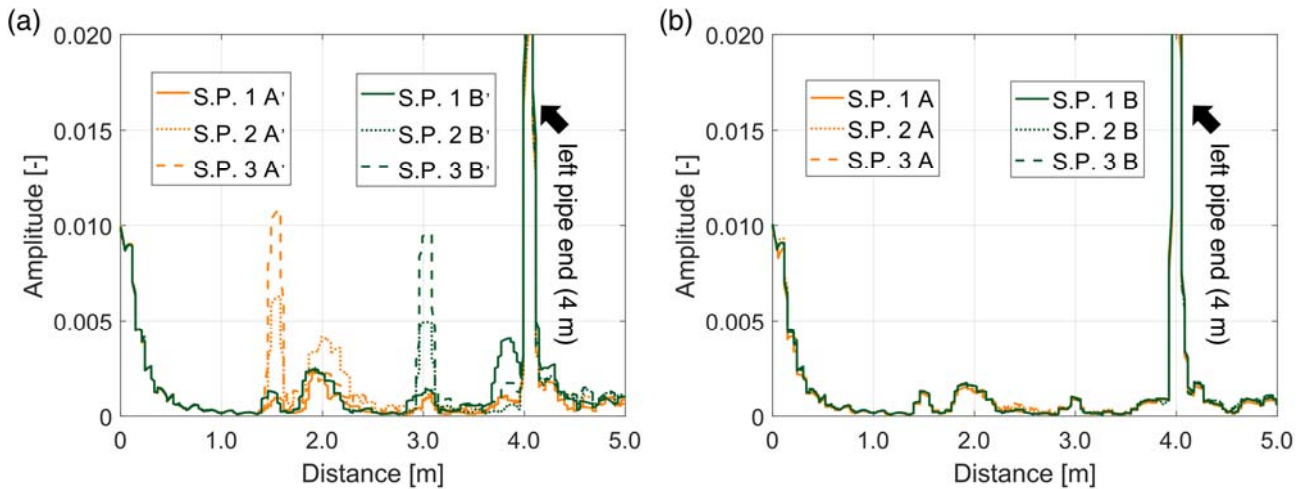 (a)
0.020
0.015
0.010
0.005
0
Amplitude [-]
S.P. 1 A'
S.P. 2 A'
S.P. 3 A'
S.P. 1 B'
S.P. 2 B'
S.P. 3 B'
left pipe end (4 m)
0 1.0 2.0 3.0 4.0 5.0
Distance [m]
(b)
0.020
0.015
0.010
0.005
0
Amplitude [-]
S.P. 1 A
S.P. 2 A
S.P. 3 A
S.P. 1 B
S.P. 2 B
S.P. 3 B
left pipe end (4 m)
0 1.0 2.0 3.0 4.0 5.0
Distance [m]